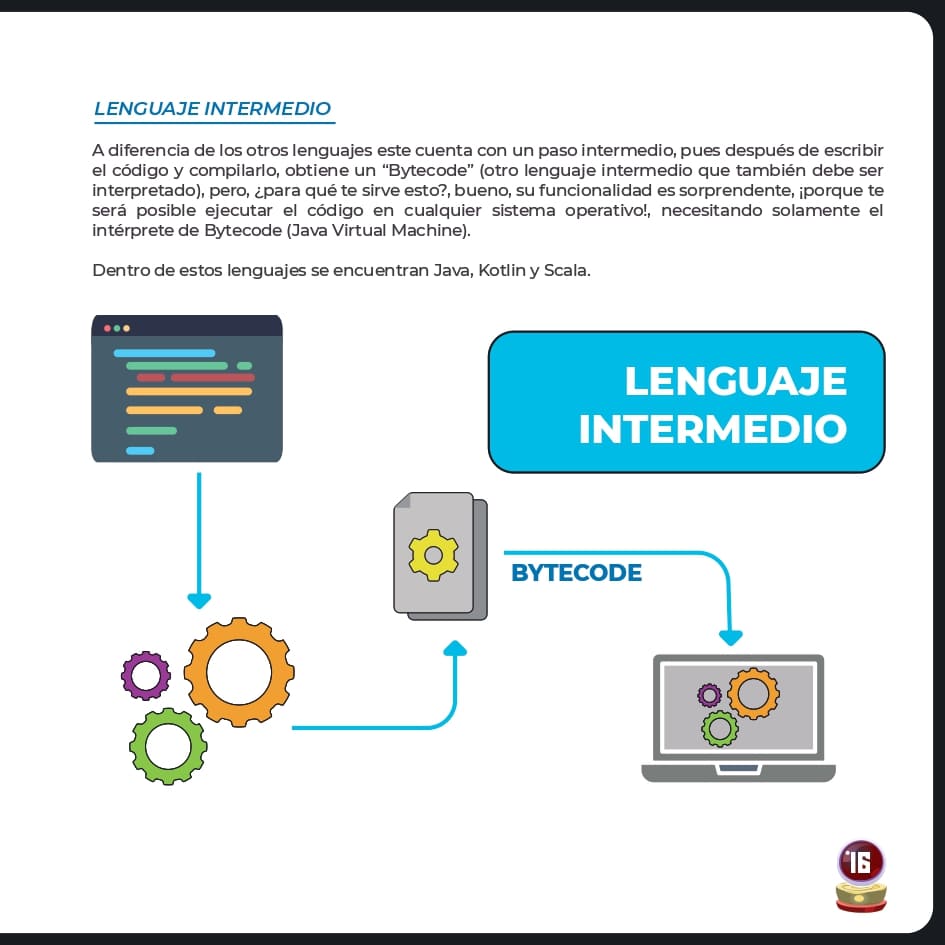 LENGUAJE INTERMEDIO
A diferencia de los otros lenguajes este cuenta con un paso intermedio, pues después de escribir
el código y compilarlo, obtiene un “Bytecode” (otro lenguaje intermedio que también debe ser
interpretado), pero, ¿para qué te sirve esto?, bueno, su funcionalidad es sorprendente, ¡porque te
será posible ejecutar el código en cualquier sistema operativo!, necesitando solamente el
intérprete de Bytecode (Java Virtual Machine).
Dentro de estos lenguajes se encuentran Java, Kotlin y Scala.
LENGUAJE
INTERMEDIO
BYTECODE
16